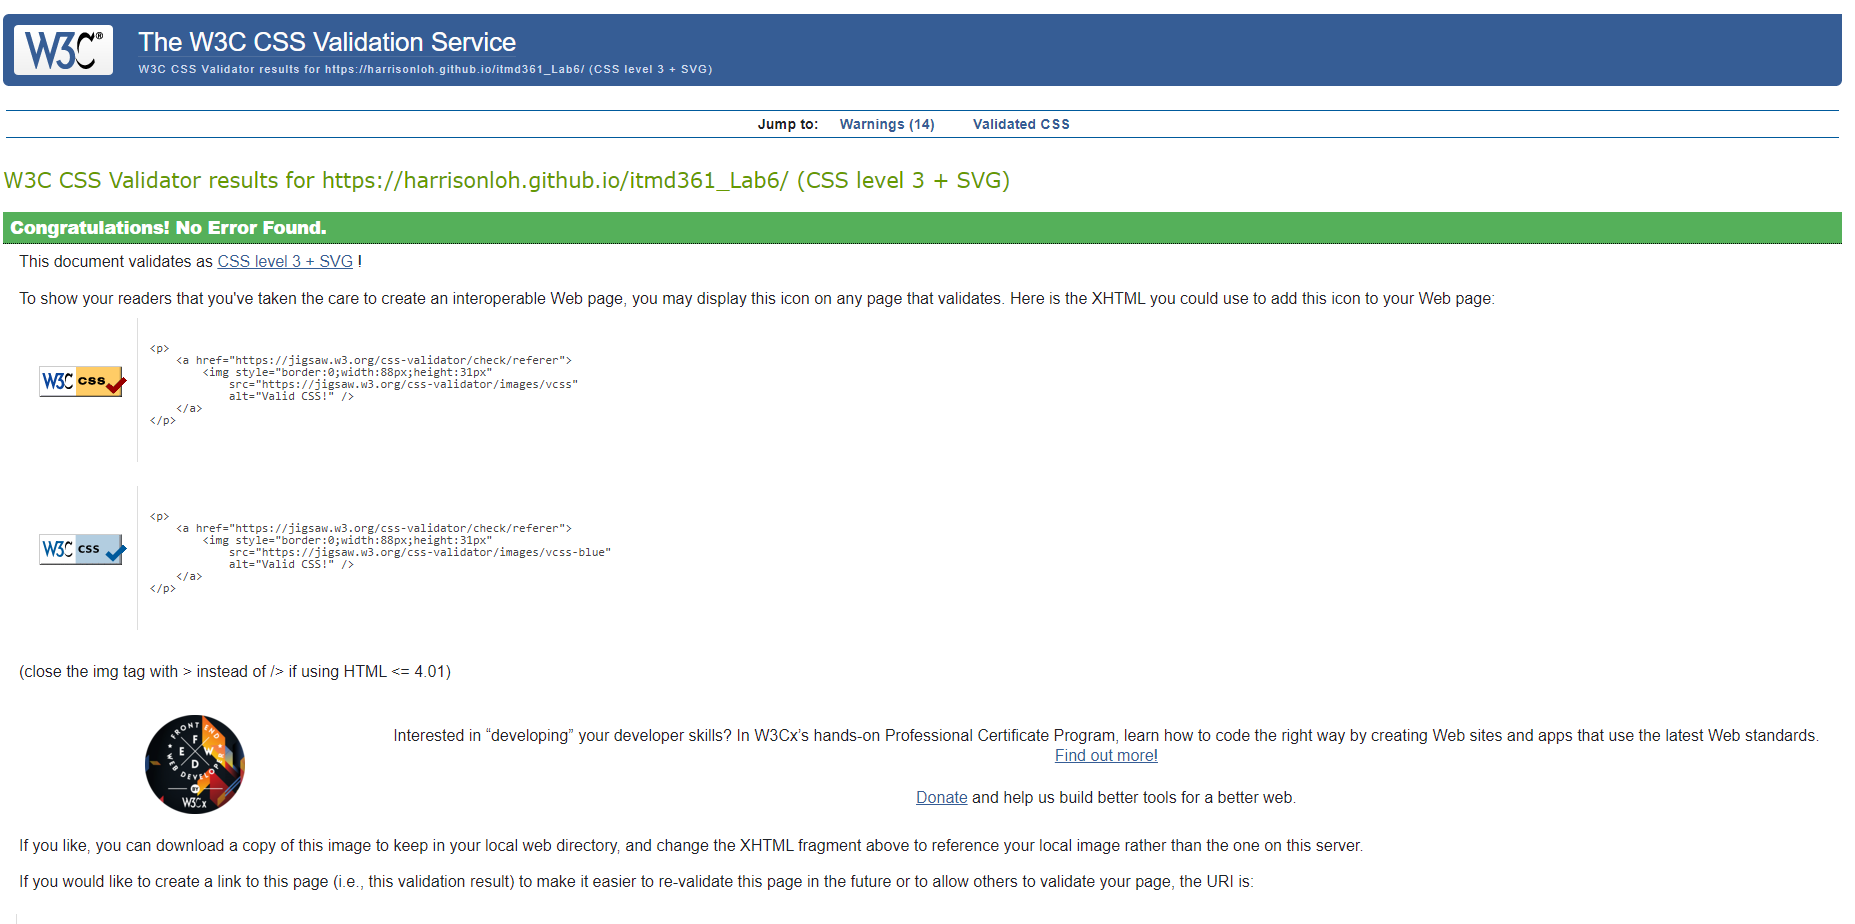 W3C®
The W3C CSS Validation Service
W3C CSS Validator results for https://harrisonloh.github.io/itmd361_Lab6/ (CSS level 3 + SVG)
Jump to: Warnings (14) Validated CSS
W3C CSS Validator results for https://harrisonloh.github.io/itmd361_Lab6/ (CSS level 3 + SVG)
Congratulations! No Error Found.
This document validates as CSS level 3 + SVG !
To show your readers that you've taken the care to create an interoperable Web page, you may display this icon on any page that validates. Here is the XHTML you could use to add this icon to your Web page:
W3C css
<p>
<a href="https://jigsaw.w3.org/css-validator/check/referer">
<img style="border:0;width:88px;height:31px"
src="https://jigsaw.w3.org/css-validator/images/vcss"
alt="Valid CSS!" />
</a>
</p>
W3C css
<p>
<a href="https://jigsaw.w3.org/css-validator/check/referer">
<img style="border:0;width:88px;height:31px"
src="https://jigsaw.w3.org/css-validator/images/vcss-blue"
alt="Valid CSS!" />
</a>
</p>
(close the img tag with > instead of /> if using HTML <= 4.01)
FRONT END
F
E W
D
WEB DEVELOPER
BY
W3Cx
Interested in “developing” your developer skills? In W3Cx’s hands-on Professional Certificate Program, learn how to code the right way by creating Web sites and apps that use the latest Web standards.
Find out more!
Donate and help us build better tools for a better web.
If you like, you can download a copy of this image to keep in your local web directory, and change the XHTML fragment above to reference your local image rather than the one on this server.
If you would like to create a link to this page (i.e., this validation result) to make it easier to re-validate this page in the future or to allow others to validate your page, the URI is: